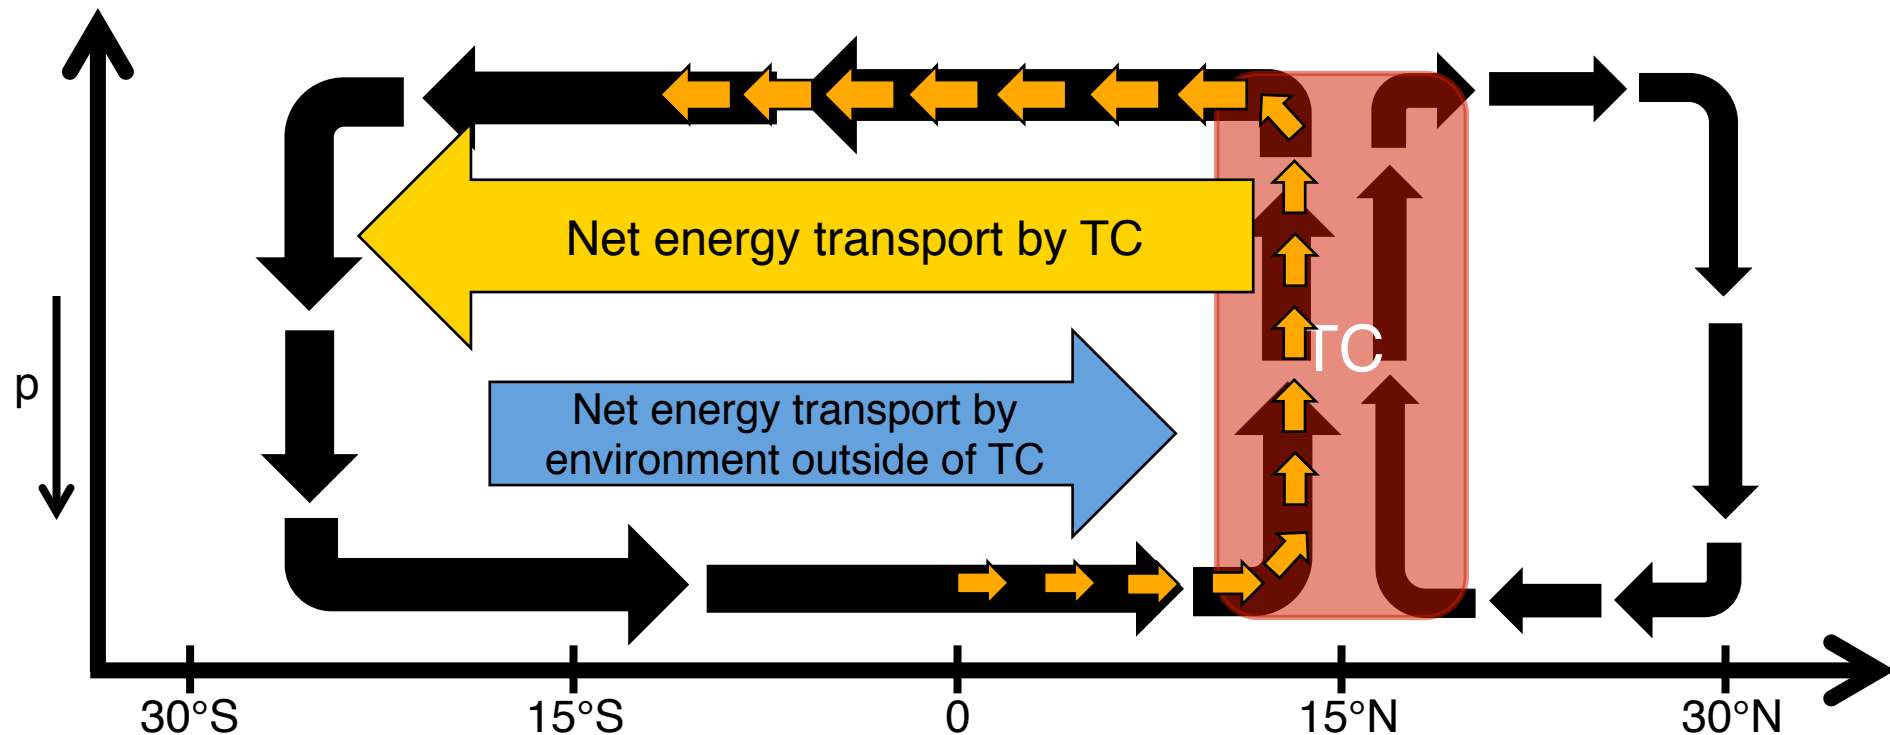 Net energy transport by TC
TC
p
Net energy transport by
environment outside of TC
30°S
15°S
0
15°N
30°N